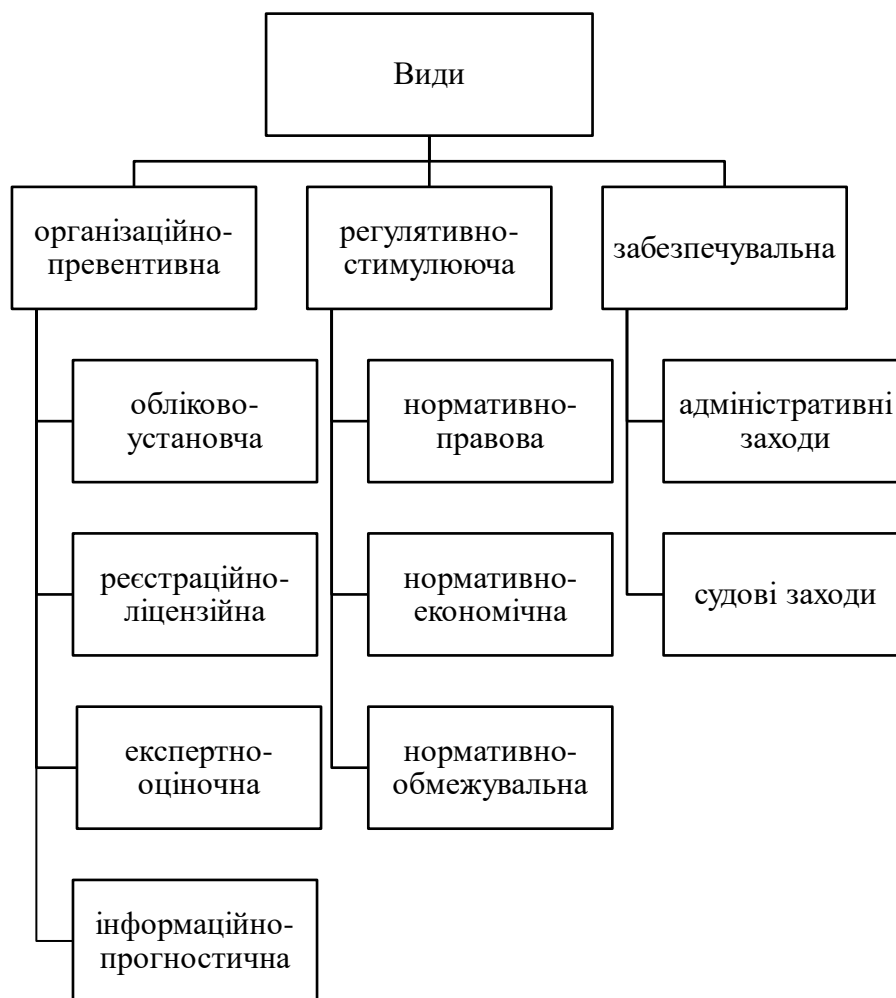 Види
організаційно-
превентивна
обліково-
установча
реєстраційно-
ліцензійна
експертно-
оціночна
інформаційно-
прогностична
регулятивно-
стимулююча
нормативно-
правова
нормативно-
економічна
нормативно-
обмежувальна
забезпечувальна
адміністративні
заходи
судові заходи